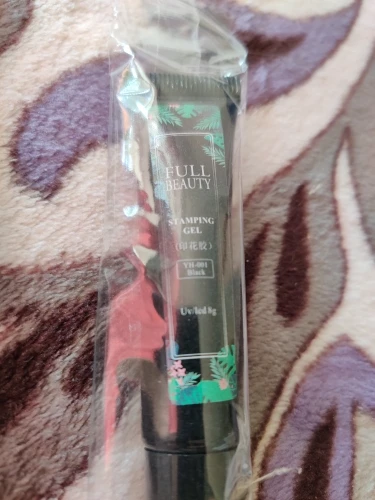 FULL
BEAUTY
STAMPING
GEL
(印花胶)
YH-001
Black
Uv/led 8g